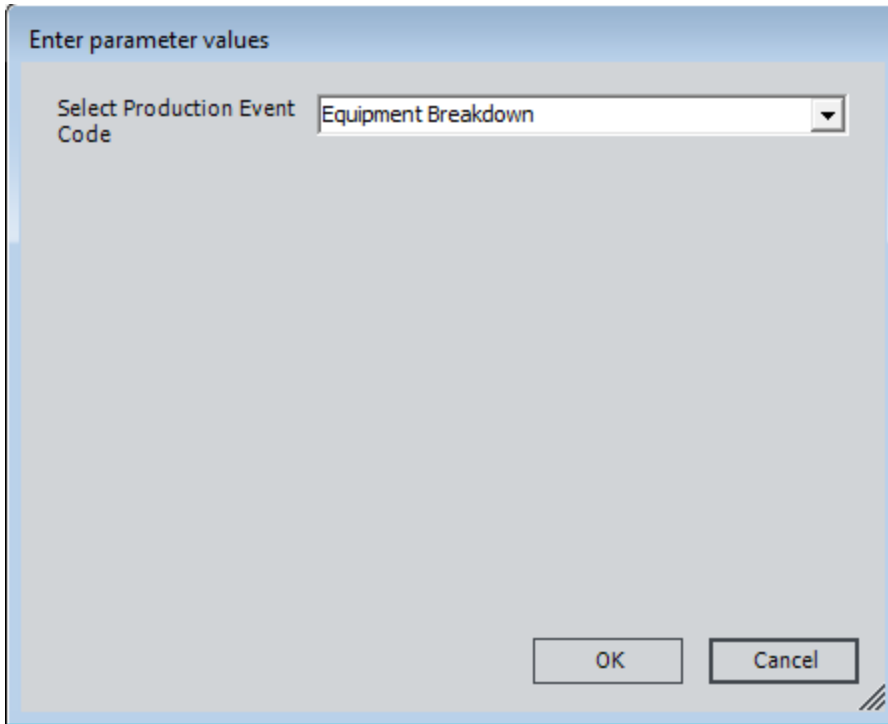 Enter parameter values
Select Production Event
Code
Equipment Breakdown
OK
Cancel